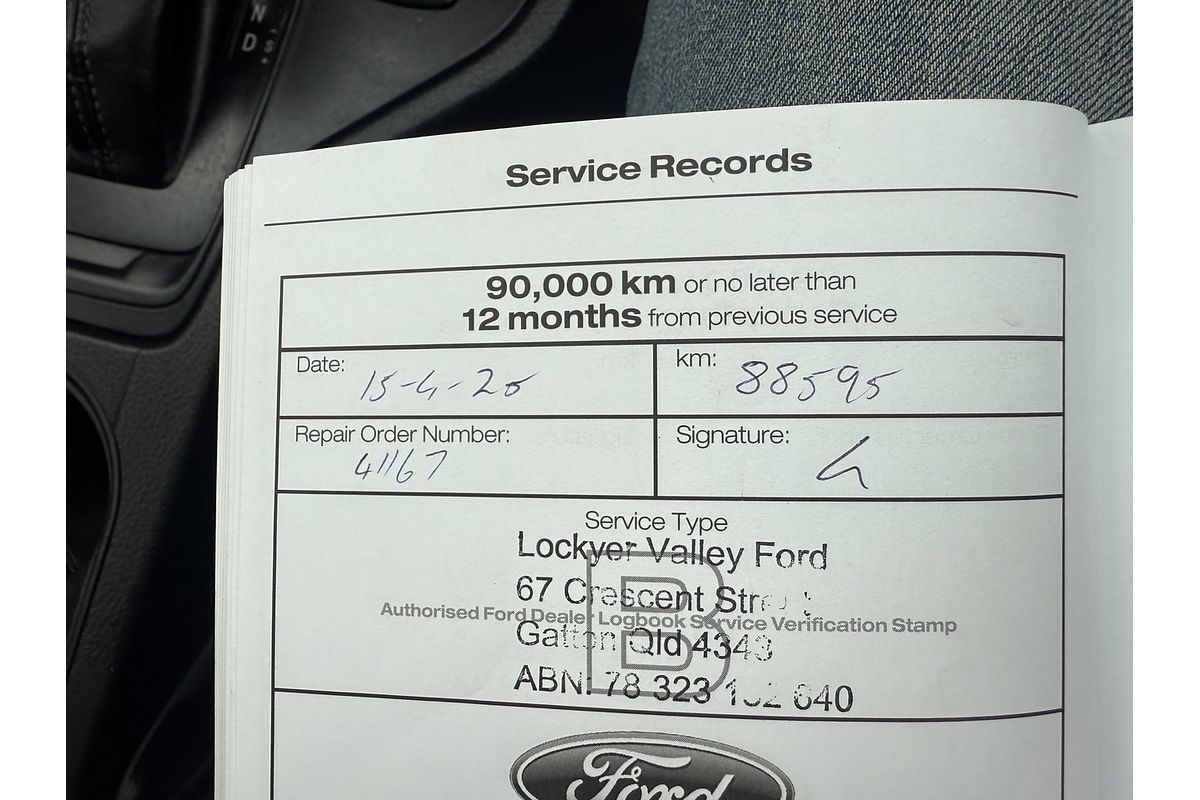 N
D
S
+
Service Records
90,000 km or no later than
12 months from previous service
Date: 15-4-25
km: 88595
Repair Order Number: 41167
Signature:
Service Type
Lockyer Valley Ford
67 Crescent Street
B
Authorised Ford Dealer Logbook Service Verification Stamp
Gatton Qld 4343
ABN: 78 323 640
Ford